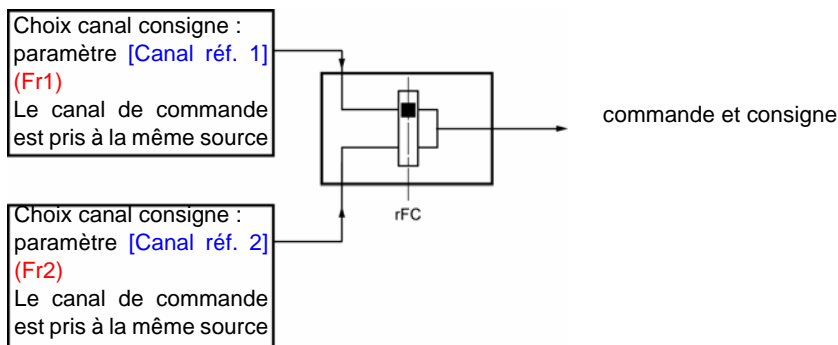 Choix canal consigne :
paramètre [Canal réf. 1]
(Fr1)
Le canal de commande
est pris à la même source
commande et consigne
rFC
Choix canal consigne :
paramètre [Canal réf. 2]
(Fr2)
Le canal de commande
est pris à la même source